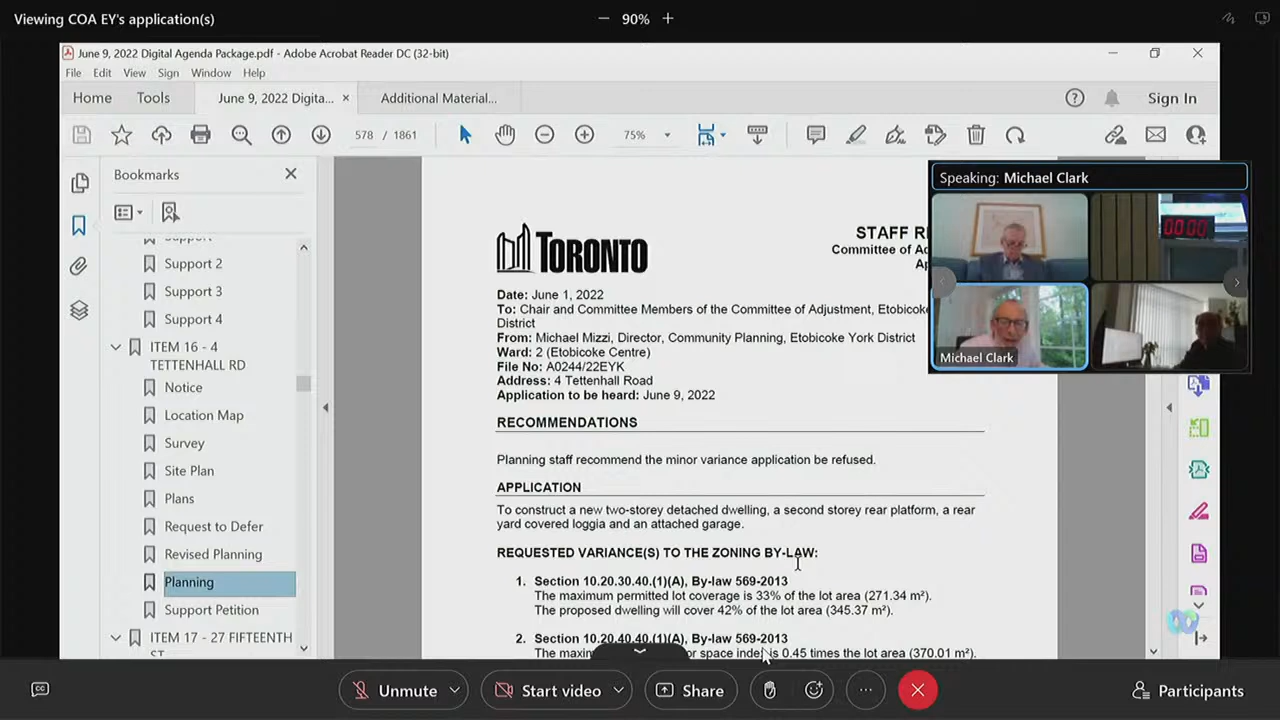 Viewing COA EY's application(s)
90%
June 9, 2022 Digital Agenda Package.pdf - Adobe Acrobat Reader DC (32-bit)
File Edit View Sign Window Help
Home Tools June 9, 2022 Digita... × Additional Material...
Sign In
578 / 1861
75%
Bookmarks
Support 2
Support 3
Support 4
ITEM 16 - 4
TETTENHALL RD
Notice
Location Map
Survey
Site Plan
Plans
Request to Defer
Revised Planning
Planning
Support Petition
ITEM 17 - 27 FIFTEENTH
TORONTO
STAFF RE
Committee of Ad
Ap
Date: June 1, 2022
To: Chair and Committee Members of the Committee of Adjustment, Etobicoke
District
From: Michael Mizzi, Director, Community Planning, Etobicoke York District
Ward: 2 (Etobicoke Centre)
File No: A0244/22EYK
Address: 4 Tettenhall Road
Application to be heard: June 9, 2022
RECOMMENDATIONS
Planning staff recommend the minor variance application be refused.
APPLICATION
To construct a new two-storey detached dwelling, a second storey rear platform, a rear
yard covered loggia and an attached garage.
REQUESTED VARIANCE(S) TO THE ZONING BY-LAW:
1. Section 10.20.30.40.(1)(A), By-law 569-2013
The maximum permitted lot coverage is 33% of the lot area (271.34 m²).
The proposed dwelling will cover 42% of the lot area (345.37 m²).
2. Section 10.20.40.40.(1)(A), By-law 569-2013
or space index is 0.45 times the lot area (370.01 m²).
Speaking: Michael Clark
00:00
Michael Clark
Unmute
Start video
Share
Participants